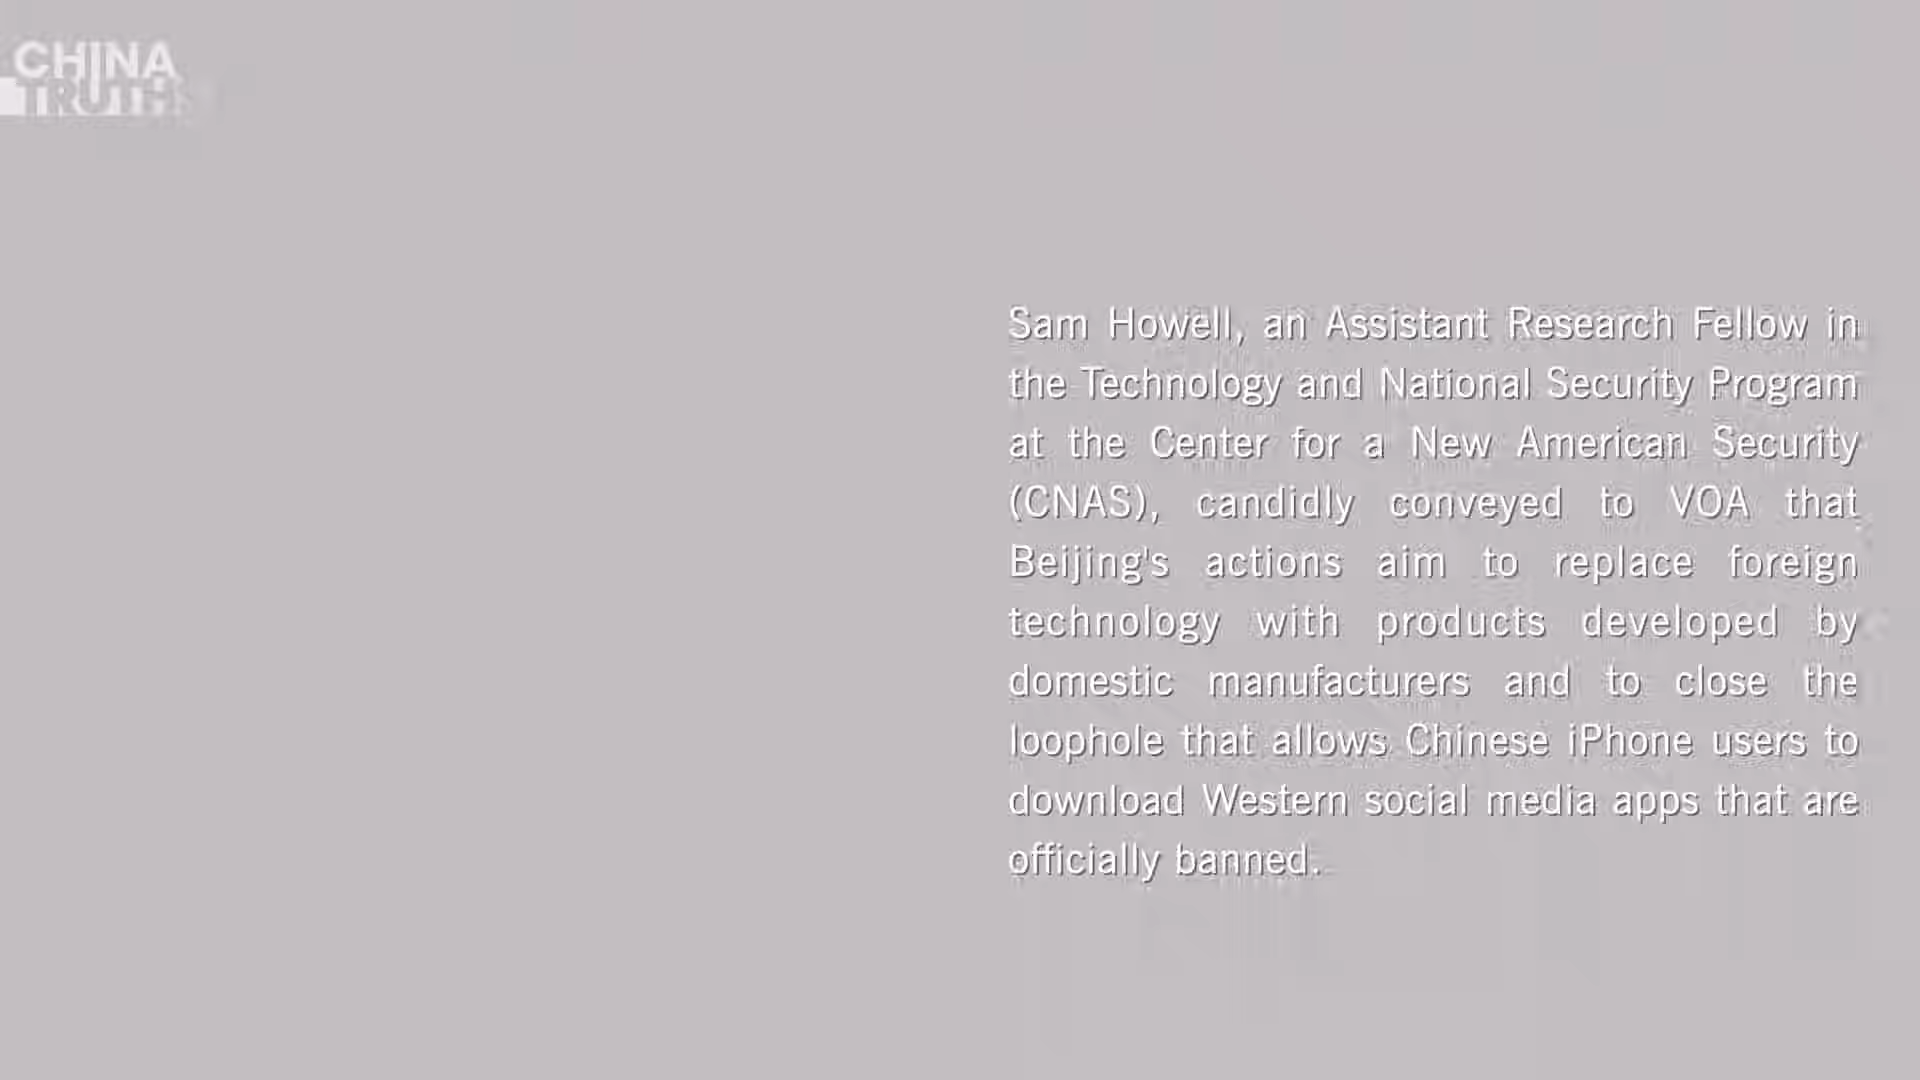 CHINA
TRUTHS
Sam Howell, an Assistant Research Fellow in
the Technology and National Security Program
at the Center for a New American Security
(CNAS), candidly conveyed to VOA that
Beijing's actions aim to replace foreign
technology with products developed by
domestic manufacturers and to close the
loophole that allows Chinese iPhone users to
download Western social media apps that are
officially banned.